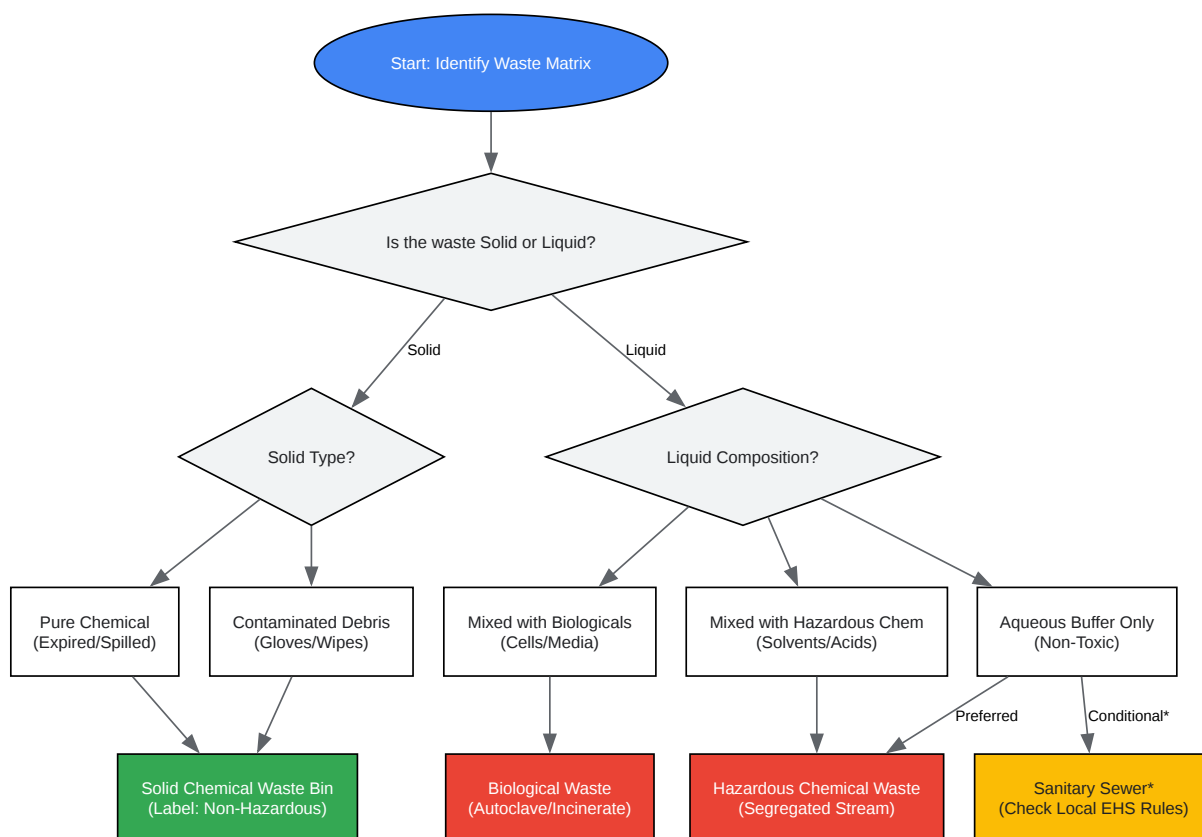 Start: Identify Waste Matrix
Is the waste Solid or Liquid?
Solid
Liquid
Solid Type?
Liquid Composition?
Pure Chemical
(Expired/Spilled)
Contaminated Debris
(Gloves/Wipes)
Mixed with Biologicals
(Cells/Media)
Mixed with Hazardous Chem
(Solvents/Acids)
Aqueous Buffer Only
(Non-Toxic)
Preferred
Conditional*
Solid Chemical Waste Bin
(Label: Non-Hazardous)
Biological Waste
(Autoclave/Incinerate)
Hazardous Chemical Waste
(Segregated Stream)
Sanitary Sewer*
(Check Local EHS Rules)